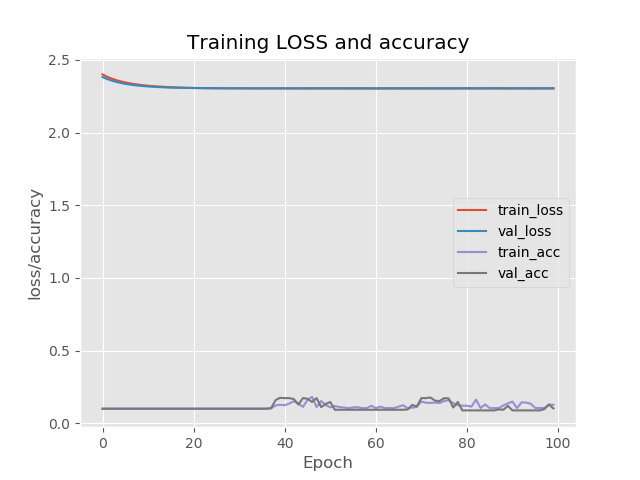 Training LOSS and accuracy
2.5
2.0
1.5
1.0
0.5
0.0
loss/accuracy
train_loss
val_loss
train_acc
val_acc
0 20 40 60 80 100
Epoch